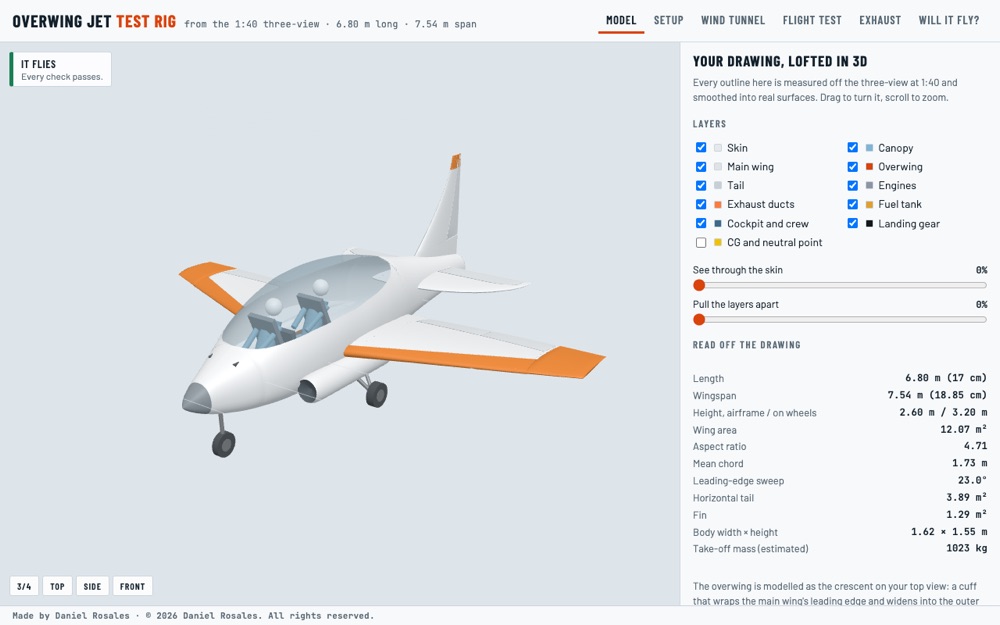 OVERWING JET TEST RIG from the 1:40 three-view · 6.80 m long · 7.54 m span
MODEL SETUP WIND TUNNEL FLIGHT TEST EXHAUST WILL IT FLY?
IT FLIES
Every check passes.
3/4 TOP SIDE FRONT
YOUR DRAWING, LOFTED IN 3D
Every outline here is measured off the three-view at 1:40 and
smoothed into real surfaces. Drag to turn it, scroll to zoom.
LAYERS
Skin Canopy
Main wing Overwing
Tail Engines
Exhaust ducts Fuel tank
Cockpit and crew Landing gear
CG and neutral point
See through the skin 0%
Pull the layers apart 0%
READ OFF THE DRAWING
Length 6.80 m (17 cm)
Wingspan 7.54 m (18.85 cm)
Height, airframe / on wheels 2.60 m / 3.20 m
Wing area 12.07 m²
Aspect ratio 4.71
Mean chord 1.73 m
Leading-edge sweep 23.0°
Horizontal tail 3.89 m²
Fin 1.29 m²
Body width × height 1.62 × 1.55 m
Take-off mass (estimated) 1023 kg
The overwing is modelled as the crescent on your top view: a cuff
that wraps the main wing's leading edge and widens into the outer
Made by Daniel Rosales · © 2026 Daniel Rosales. All rights reserved.